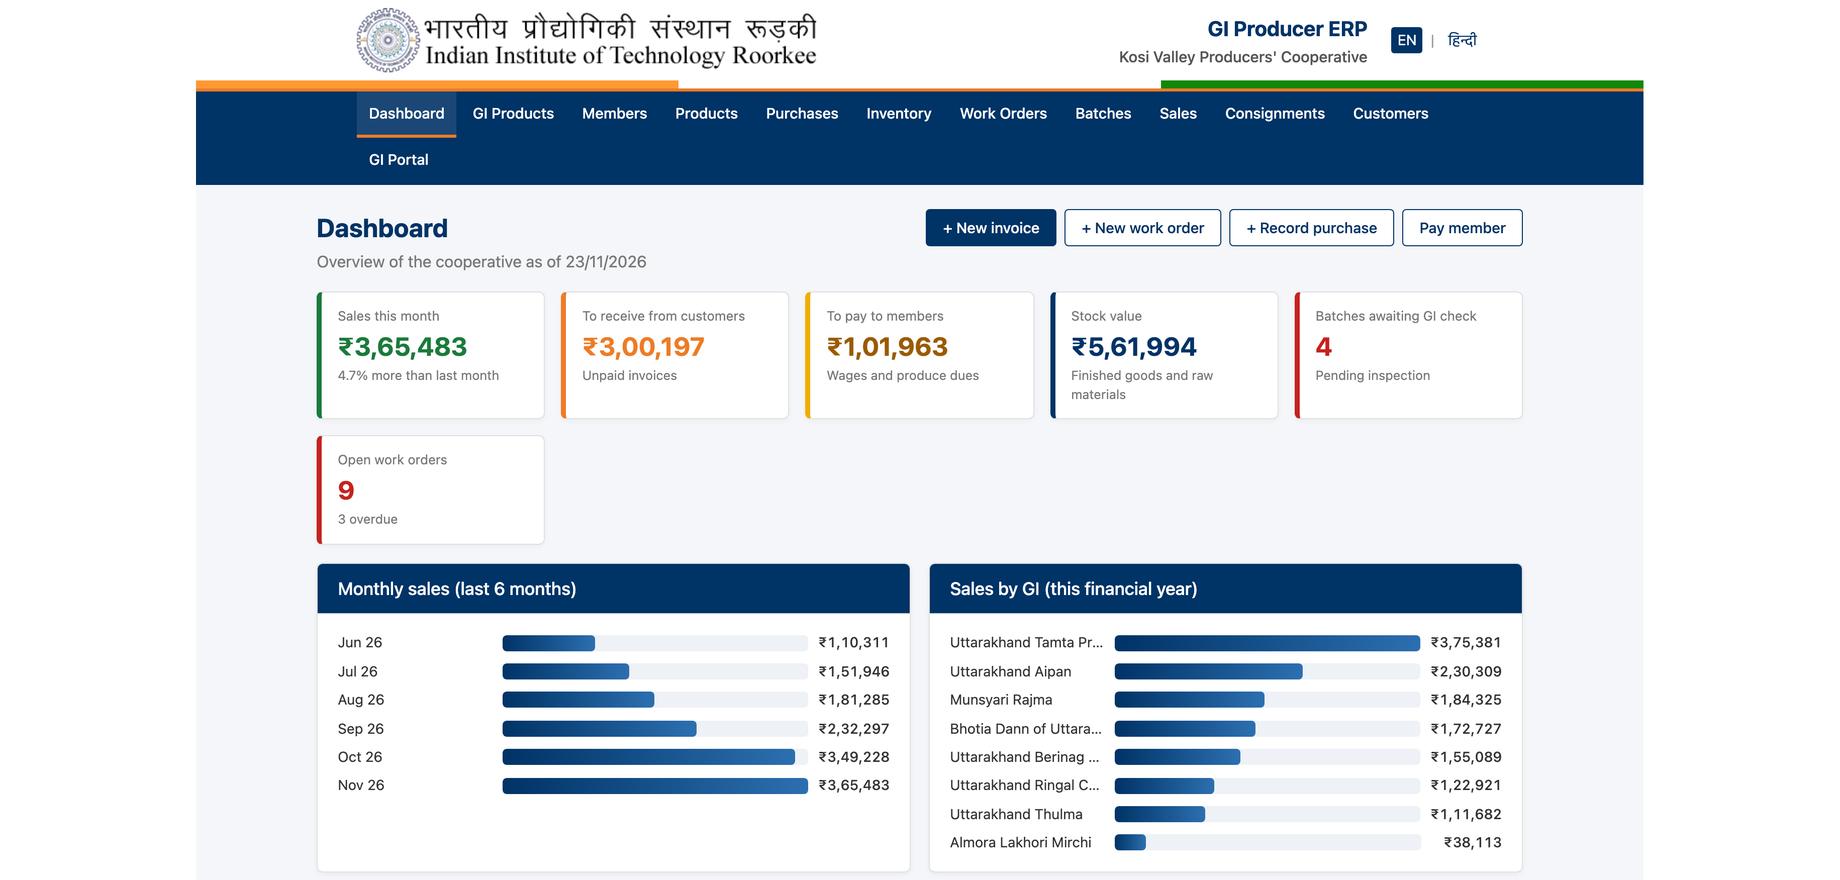 भारतीय प्रौद्योगिकी संस्थान रूड़की
Indian Institute of Technology Roorkee
GI Producer ERP
Kosi Valley Producers' Cooperative
EN | हिन्दी
Dashboard GI Products Members Products Purchases Inventory Work Orders Batches Sales Consignments Customers
GI Portal
Dashboard
+ New invoice + New work order + Record purchase Pay member
Overview of the cooperative as of 23/11/2026
Sales this month
₹3,65,483
4.7% more than last month
To receive from customers
₹3,00,197
Unpaid invoices
To pay to members
₹1,01,963
Wages and produce dues
Stock value
₹5,61,994
Finished goods and raw
materials
Batches awaiting GI check
4
Pending inspection
Open work orders
9
3 overdue
Monthly sales (last 6 months)
Jun 26 ₹1,10,311
Jul 26 ₹1,51,946
Aug 26 ₹1,81,285
Sep 26 ₹2,32,297
Oct 26 ₹3,49,228
Nov 26 ₹3,65,483
Sales by GI (this financial year)
Uttarakhand Tamta Pr... ₹3,75,381
Uttarakhand Aipan ₹2,30,309
Munsyari Rajma ₹1,84,325
Bhotia Dann of Uttara... ₹1,72,727
Uttarakhand Berinag ... ₹1,55,089
Uttarakhand Ringal C... ₹1,22,921
Uttarakhand Thulma ₹1,11,682
Almora Lakhori Mirchi ₹38,113